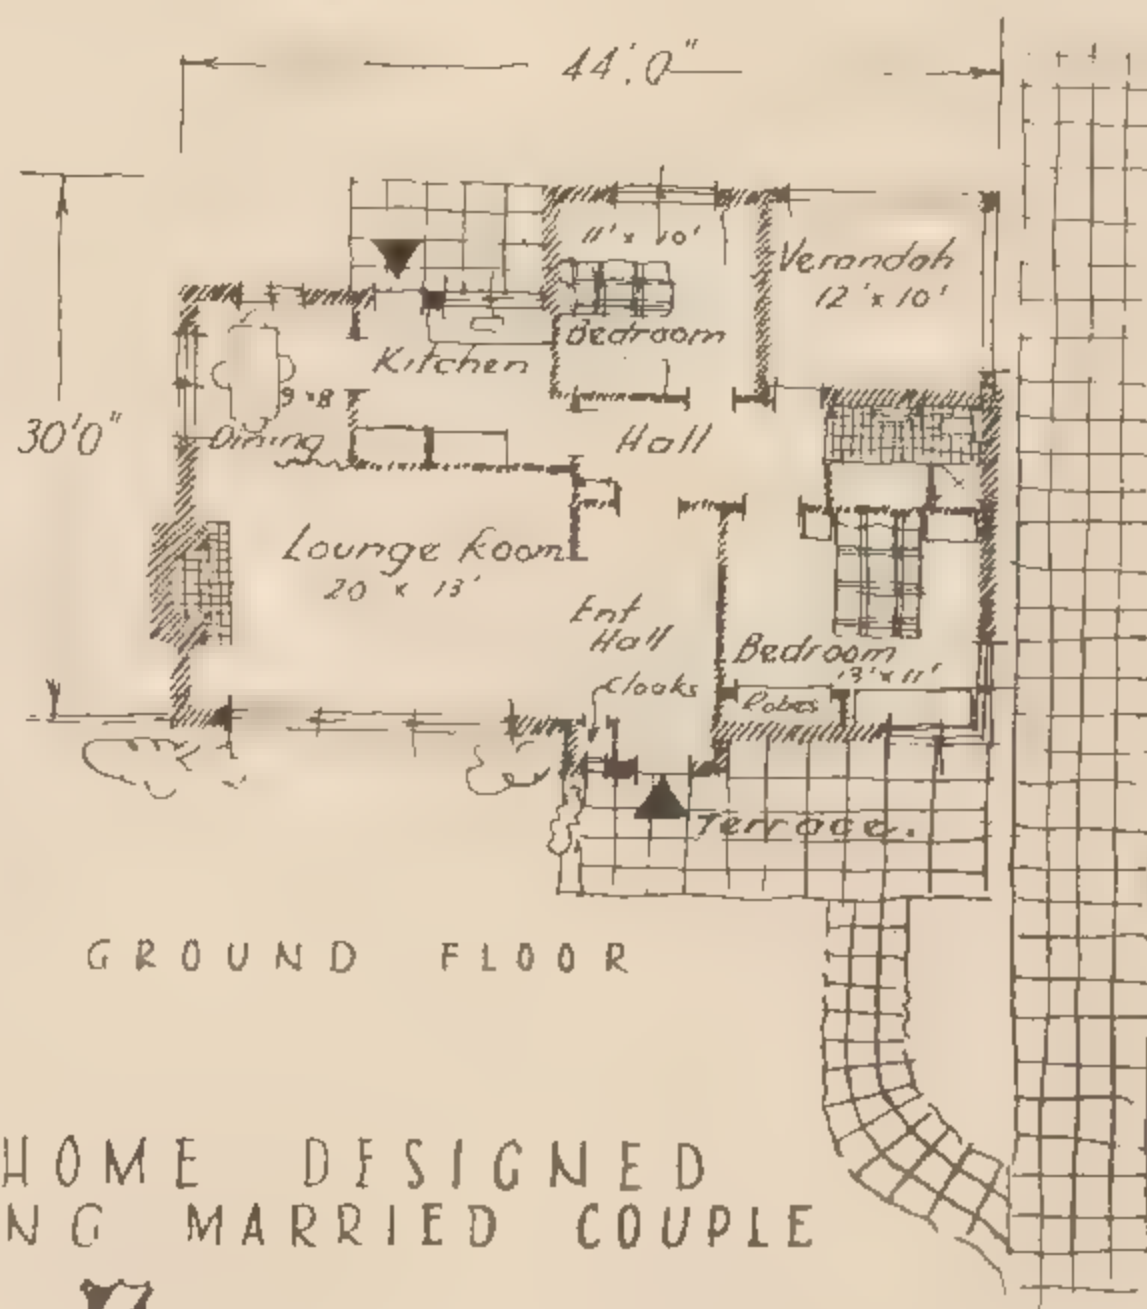 44'.0"
11' x 10'
Verandah
12' x 10'
Bedroom
Kitchen
9 x 8
30'0"
Dining
Hall
Lounge Room
20 x 13'
Ent
Hall
Bedroom
13' x 11'
Cloaks
Robes
Terrace.
GROUND FLOOR
HOME DESIGNED
NG MARRIED COUPLE